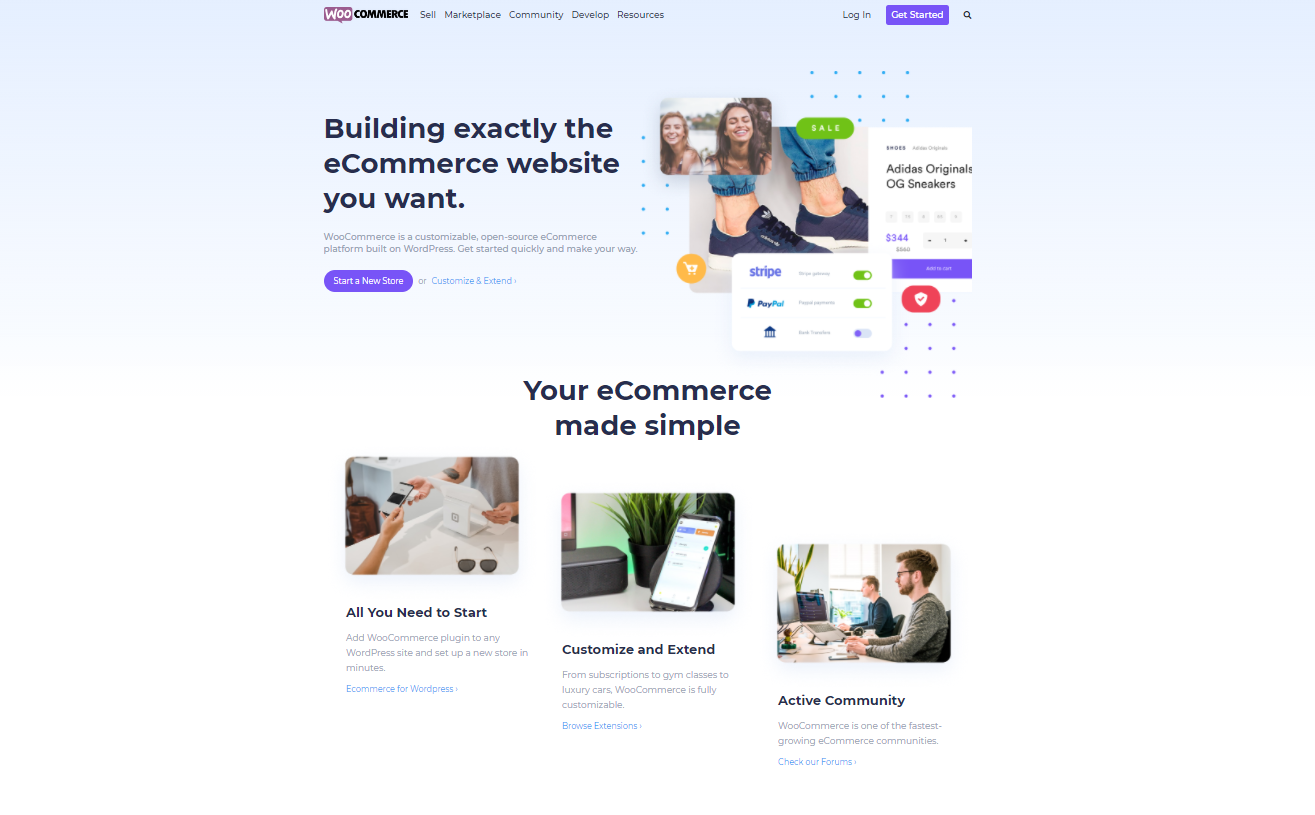 WOO COMMERCE
Sell Marketplace Community Develop Resources
Log In
Get Started
Building exactly the
eCommerce website
you want.
WooCommerce is a customizable, open-source eCommerce
platform built on WordPress. Get started quickly and make your way.
Start a New Store or Customize & Extend ›
SALE
SHOES Adidas Originals
Adidas Originals
OG Sneakers
$344
- 1 +
$560
Add to cart
stripe Stripe gateway
PayPal Paypal payments
Bank Transfere
Your eCommerce
made simple
All You Need to Start
Add WooCommerce plugin to any
WordPress site and set up a new store in
minutes.
Ecommerce for Wordpress ›
Customize and Extend
From subscriptions to gym classes to
luxury cars, WooCommerce is fully
customizable.
Browse Extensions ›
Active Community
WooCommerce is one of the fastest-
growing eCommerce communities.
Check our Forums ›